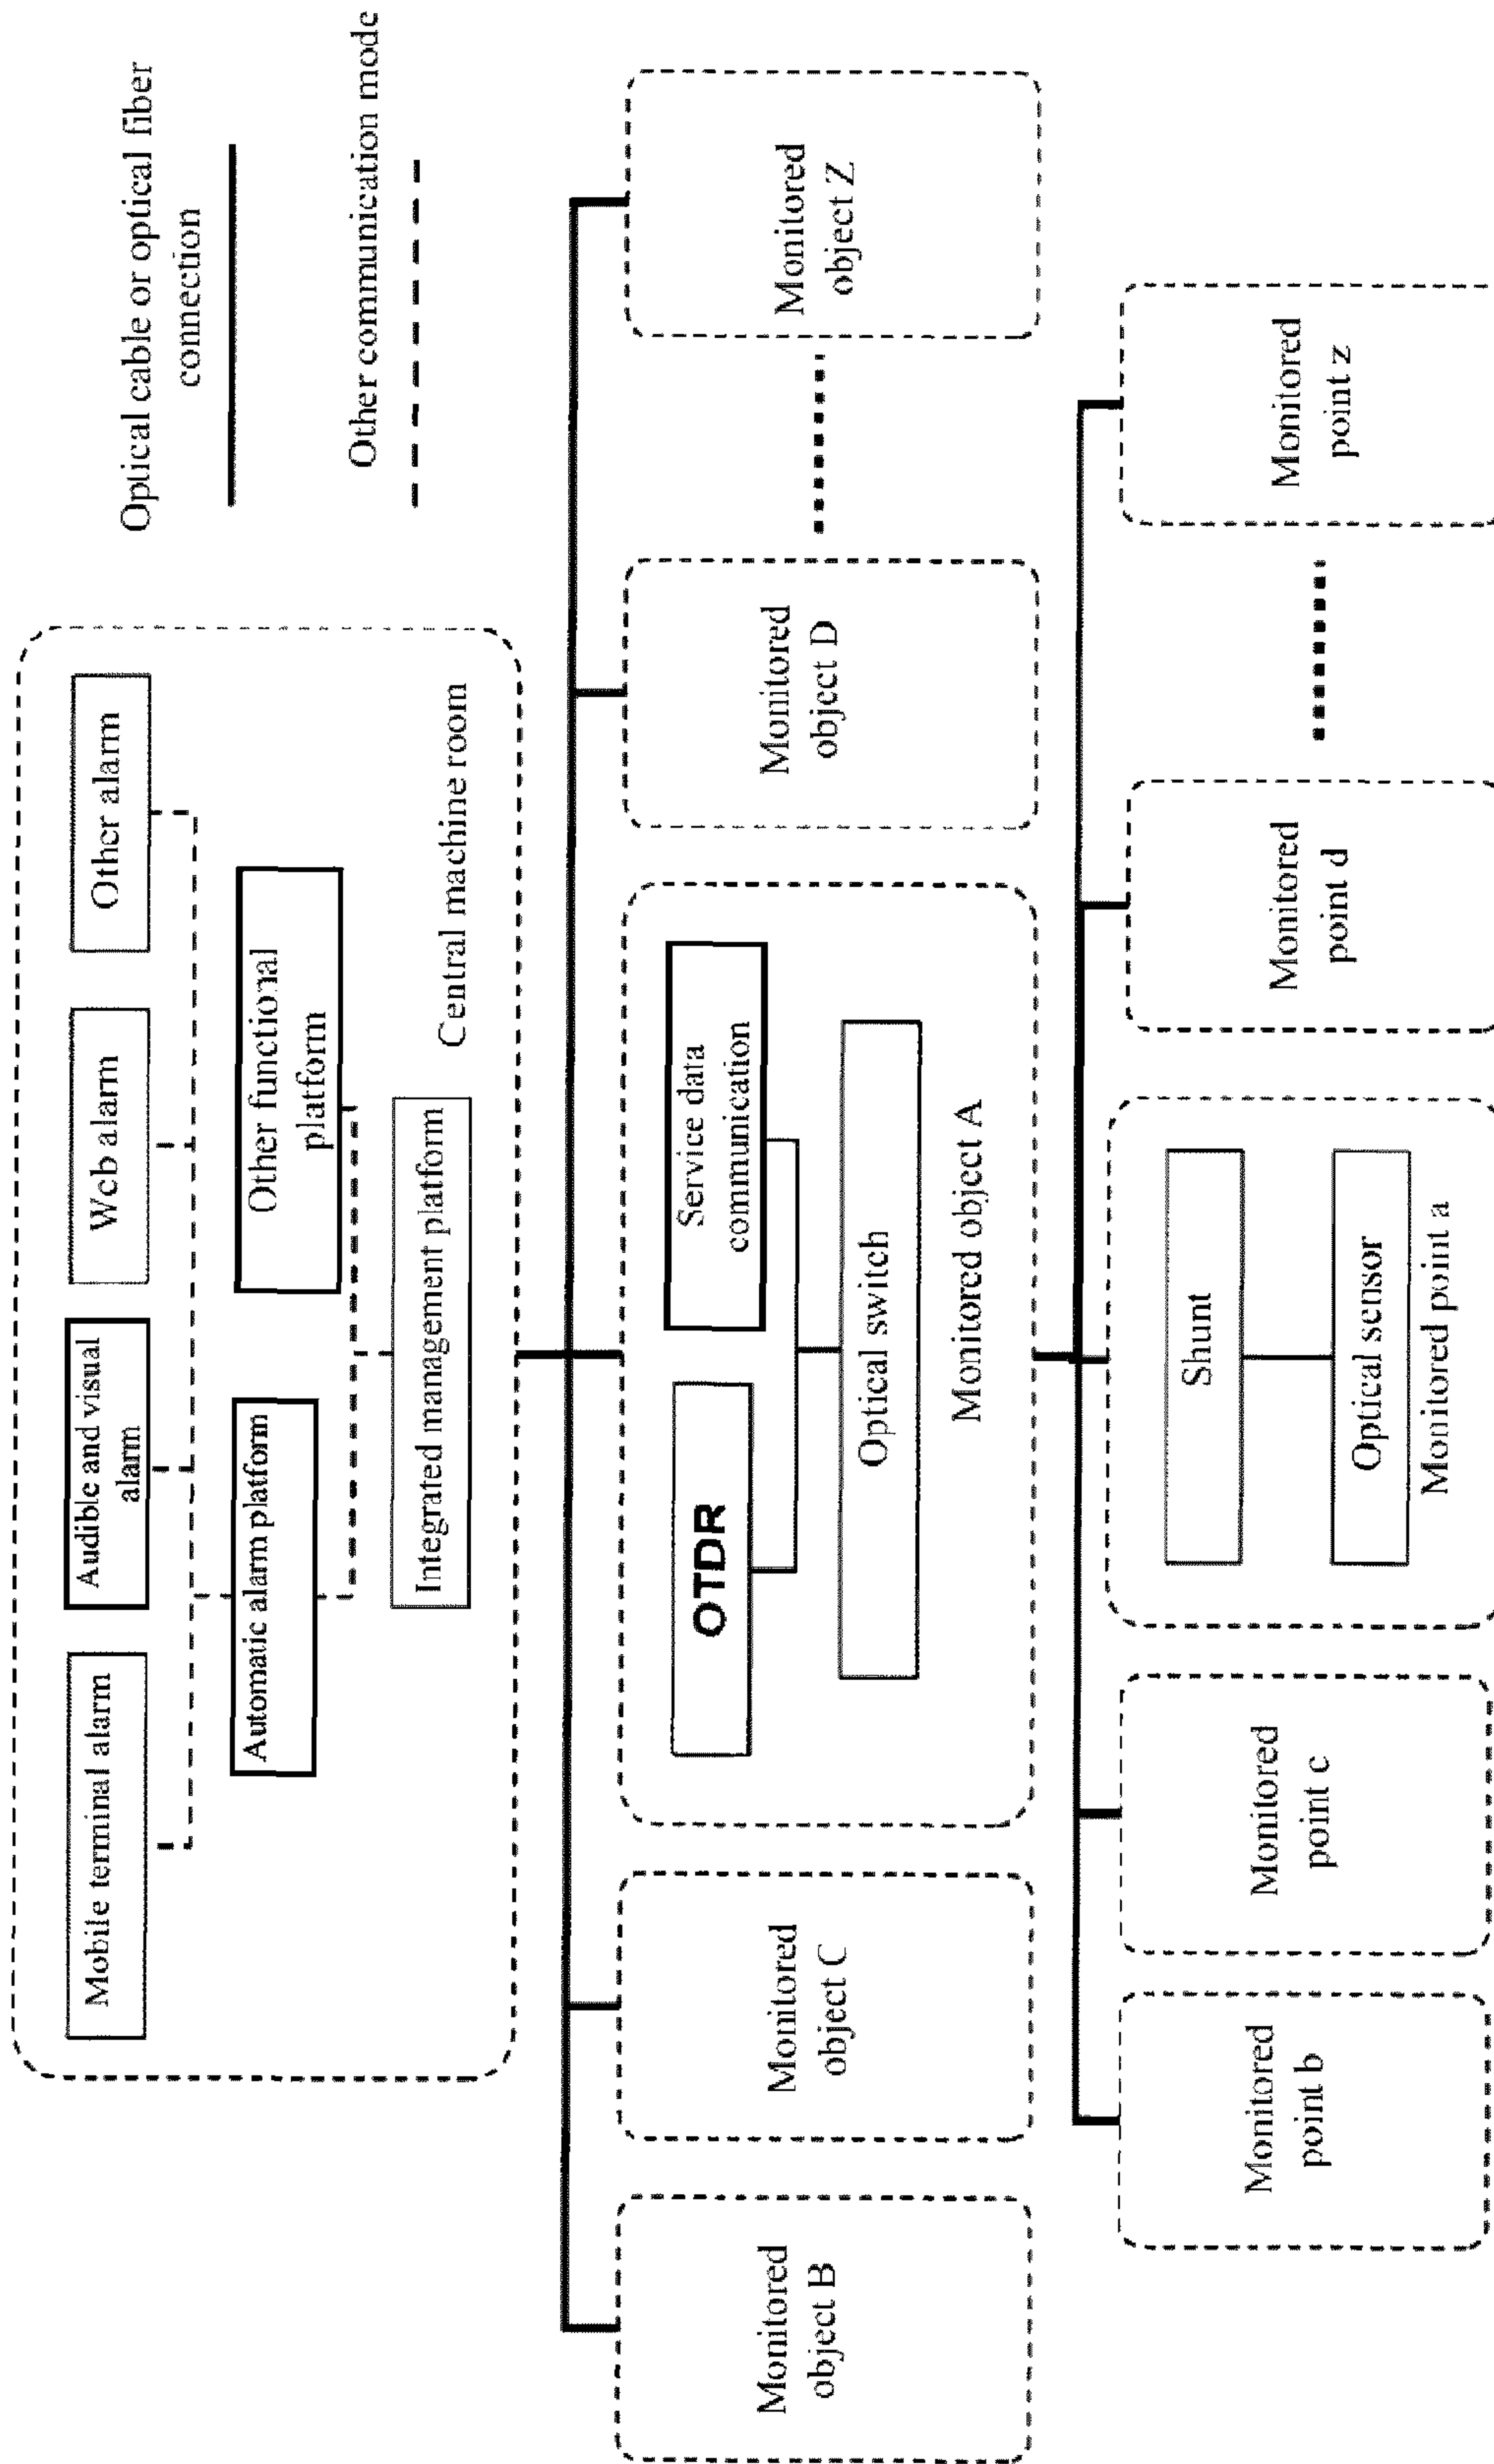 Optical cable or optical fiber
connection
Other communication mode
Mobile terminal alarm
Audible and visual
alarm
Web alarm
Other alarm
Automatic alarm platform
Other functional
platform
Integrated management platform
Central machine room
Monitored
object B
Monitored
object C
OTDR
Service data
communication
Optical switch
Monitored object A
Monitored
object D
Monitored
object Z
Monitored
point b
Monitored
point c
Shunt
Optical sensor
Monitored point a
Monitored
point d
Monitored
point z